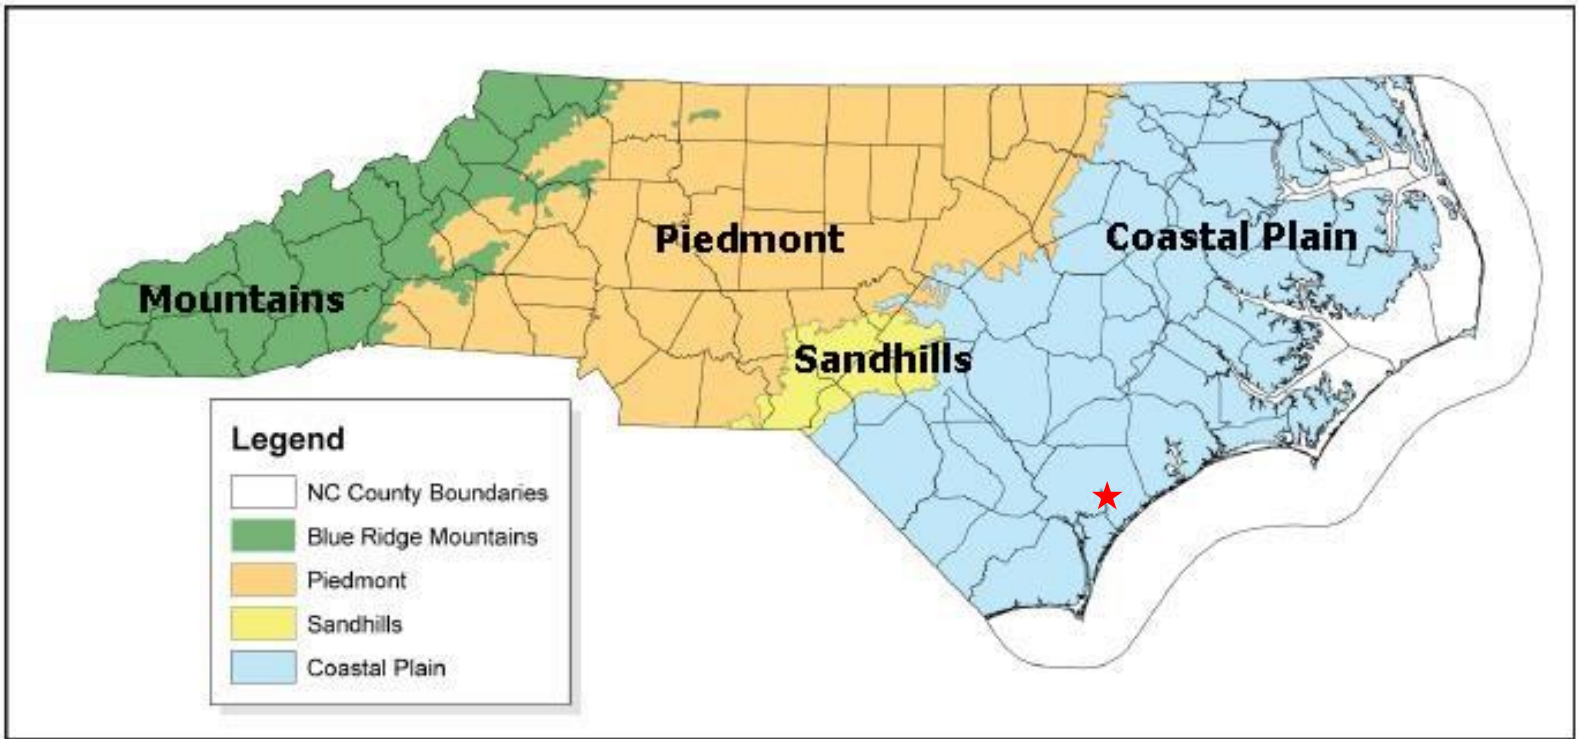 Piedmont
Coastal Plain
Mountains
Sandhills
Legend
NC County Boundaries
Blue Ridge Mountains
Piedmont
Sandhills
Coastal Plain